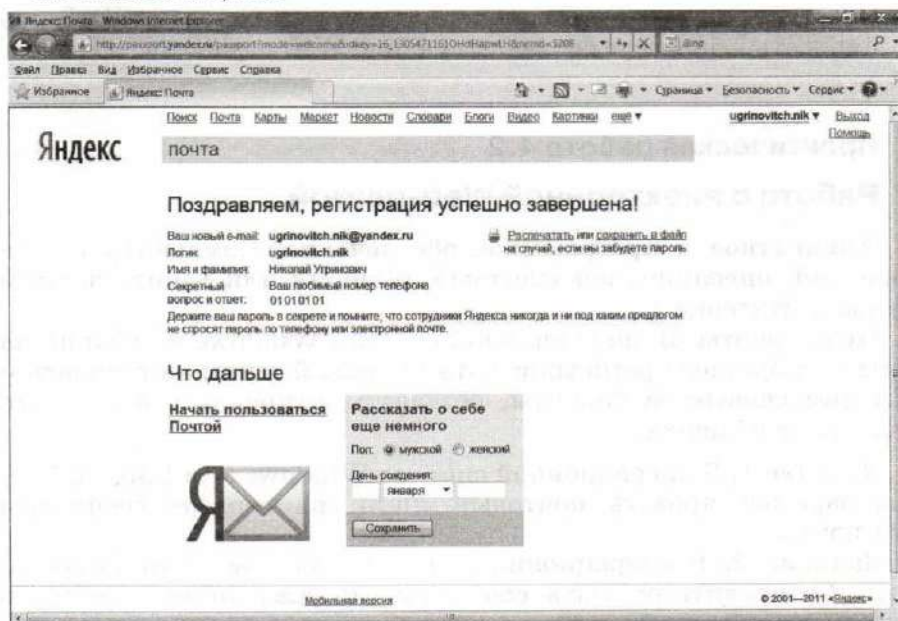 Яндекс: Почта - Windows Internet Explorer
Файл Правка Вид Избранное Сервис Справка
Избранное Яндекс: Почта Страница Безопасность Сервис
Поиск Почта Карты Маркет Новости Словари Блоги Видео Картинки ещё ugrinovitch.nik Выход
Помощь
Яндекс почта
Поздравляем, регистрация успешно завершена!
Ваш новый e-mail: ugrinovitch.nik@yandex.ru
Логин: ugrinovitch.nik
Имя и фамилия: Николай Угринович
Секретный вопрос и ответ: Ваш любимый номер телефона
01010101
Распечатать или сохранить в файл
на случай, если вы забудете пароль
Держите ваш пароль в секрете и помните, что сотрудники Яндекса никогда и ни под каким предлогом
не спросят пароль по телефону или электронной почте.
Что дальше
Начать пользоваться
Почтой
Рассказать о себе
еще немного
Пол: мужской женский
День рождения:
января
Сохранить
Мобильная версия
© 2001—2011 «Яндекс»